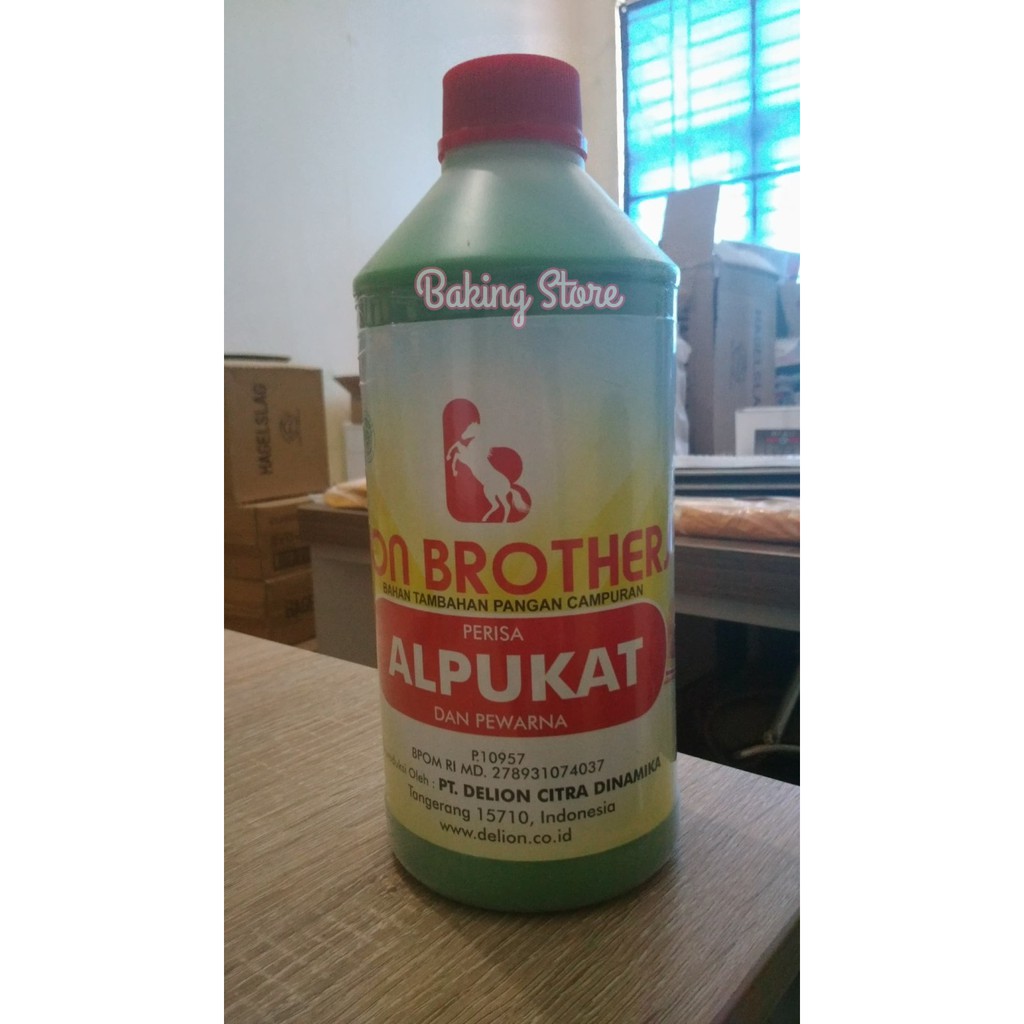 Baking Store
HAGELSLAG
ON BROTHER
BAHAN TAMBAHAN PANGAN CAMPURAN
PERISA
ALPUKAT
DAN PEWARNA
P.10957
BPOM RI MD. 278931074037
Oleh : PT. DELION CITRA DINAMIKA
Tangerang 15710, Indonesia
www.delion.co.id